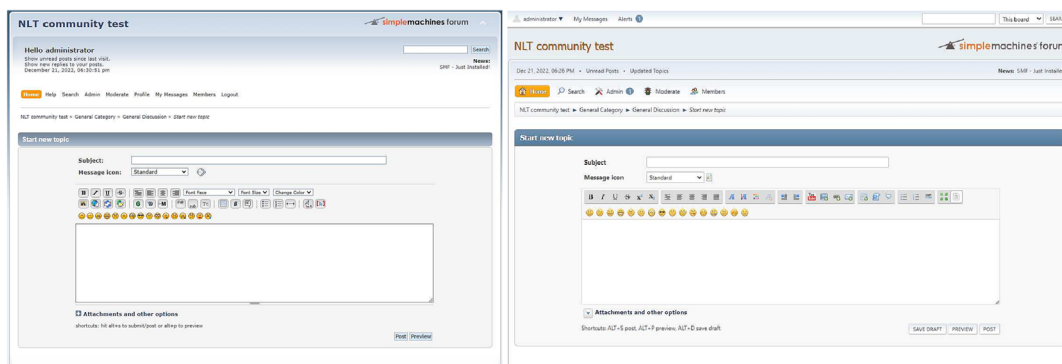 NLT community test
simplemachines forum
Hello administrator
Show unread posts since last visit.
Show new replies to your posts.
December 21, 2022, 06:30:51 pm
Search
News:
SMF - Just Installed!
Home Help Search Admin Moderate Profile My Messages Members Logout
NLT community test » General Category » General Discussion » Start new topic
Start new topic
Subject:
Message icon: Standard
Font Face Font Size Change Color
Attachments and other options
shortcuts: hit alt+s to submit/post or alt+p to preview
Post Preview
administrator ▼ My Messages Alerts
This board
NLT community test
simplemachines forum
Dec 21, 2022, 06:28 PM • Unread Posts • Updated Topics
News: SMF - Just Installe
Home Search Admin Moderate Members
NLT community test ► General Category ► General Discussion ► Start new topic
Start new topic
Subject
Message icon Standard
Attachments and other options
Shortcuts: ALT+S post, ALT+P preview, ALT+D save draft
SAVE DRAFT PREVIEW POST